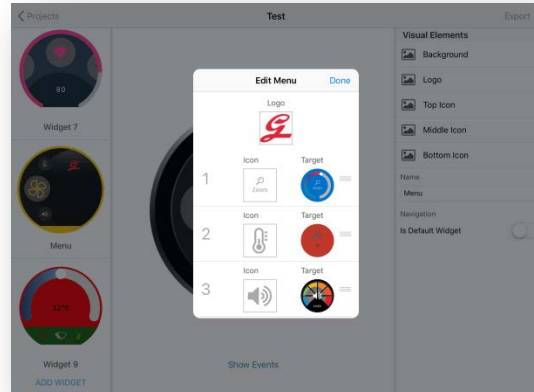 Projects
Test
Export
80
Widget 7
Menu
Widget 9
ADD WIDGET
Edit Menu
Done
Logo
Icon
Target
1
Zoom
Icon
Target
2
Icon
Target
3
Show Events
Visual Elements
Background
Logo
Top Icon
Middle Icon
Bottom Icon
Name
Menu
Navigation
Is Default Widget